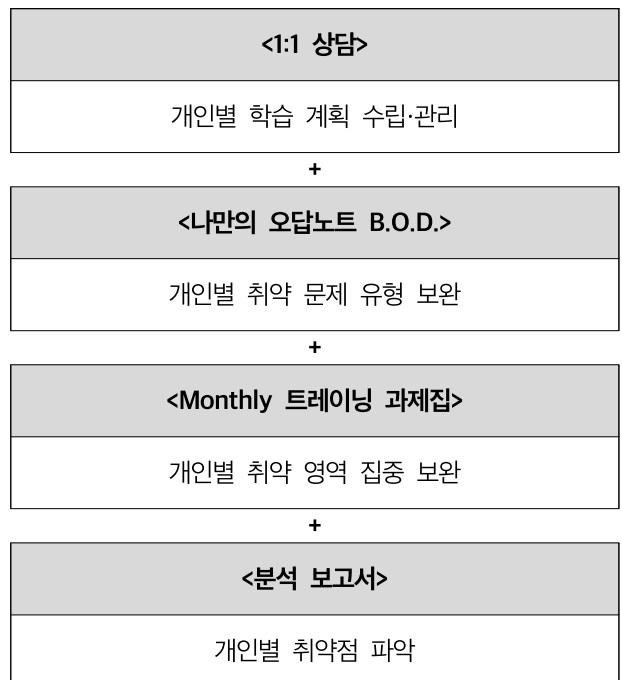 <1:1 상담>
개인별 학습 계획 수립·관리
+
<나만의 오답노트 B.O.D.>
개인별 취약 문제 유형 보완
+
<Monthly 트레이닝 과제집>
개인별 취약 영역 집중 보완
+
<분석 보고서>
개인별 취약점 파악